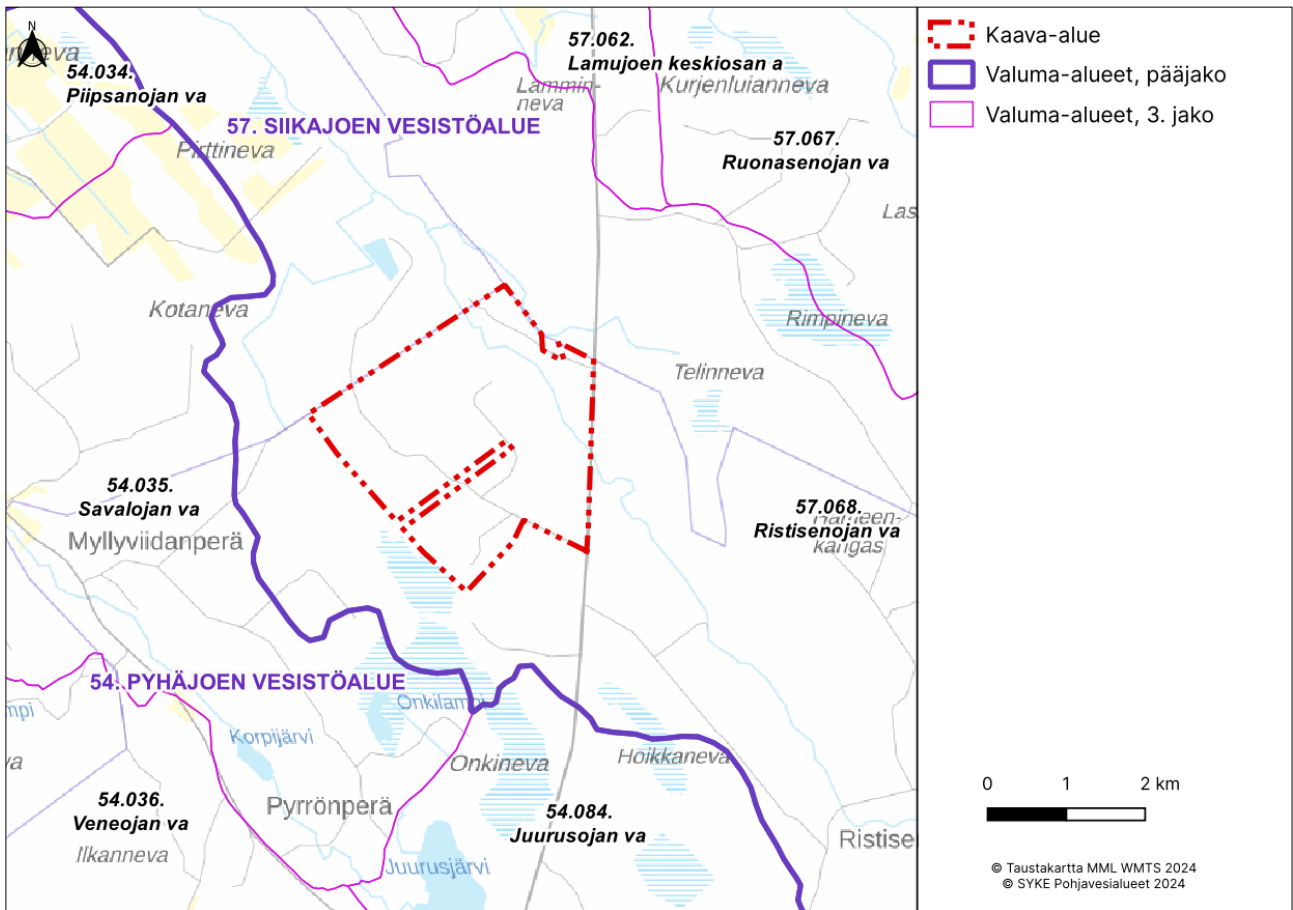 N
54.034.
Piipsanojan va
57.062.
Lamujoen keskiosan a
Lammin-
neva
Kurjenluianneva
57. SIIKAJOEN VESISTÖALUE
Pirttineva
57.067.
Ruonasenojan va
Las
Kotaneva
Rimpineva
Telinneva
54.035.
Savalojan va
Myllyviidanperä
57.068.
Ristisenojan va
Hameen-
kangas
54. PYHÄJOEN VESISTÖALUE
mpi
Onkilampi
Korpijärvi
va
Onkineva
Hoikkaneva
54.036.
Veneojan va
Pyrrönperä
54.084.
Juurusojan va
Ilkanneva
Juurusjärvi
Ristise
Kaava-alue
Valuma-alueet, pääjako
Valuma-alueet, 3. jako
0 1 2 km
© Taustakartta MML WMTS 2024
© SYKE Pohjavesialueet 2024